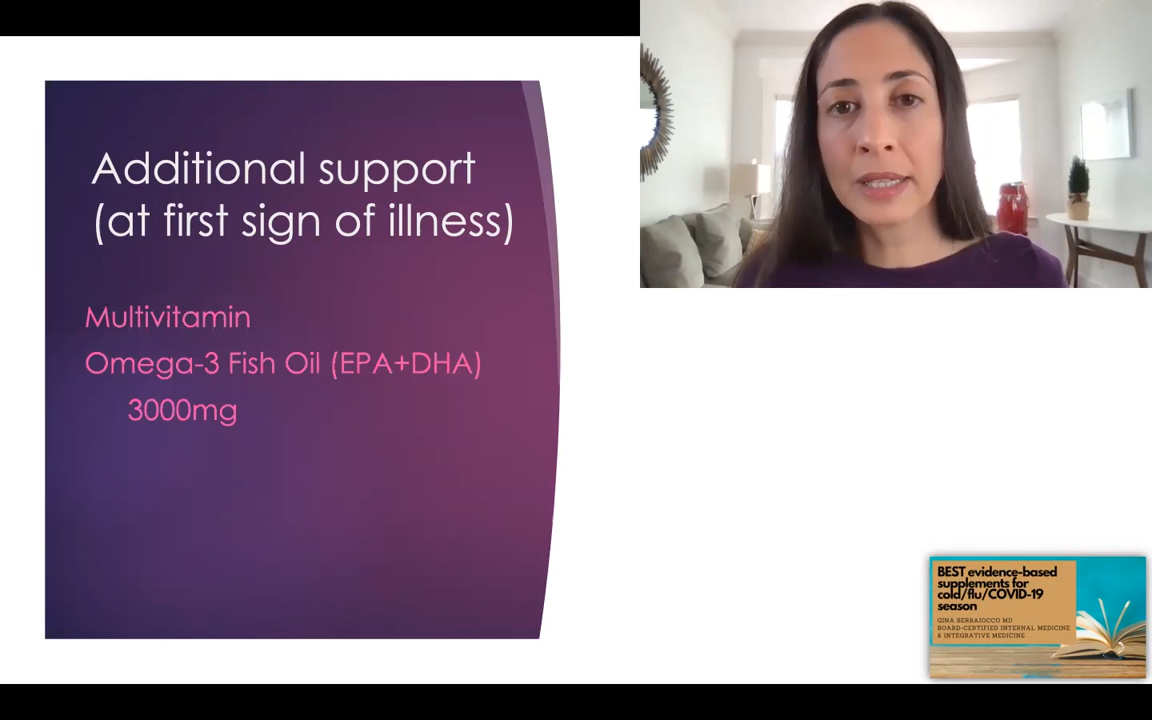 Additional support
(at first sign of illness)
Multivitamin
Omega-3 Fish Oil (EPA+DHA)
3000mg
BEST evidence-based
supplements for
cold/flu/COVID-19
season
GINA SERRAIOCCO MD
BOARD-CERTIFIED INTERNAL MEDICINE
& INTEGRATIVE MEDICINE